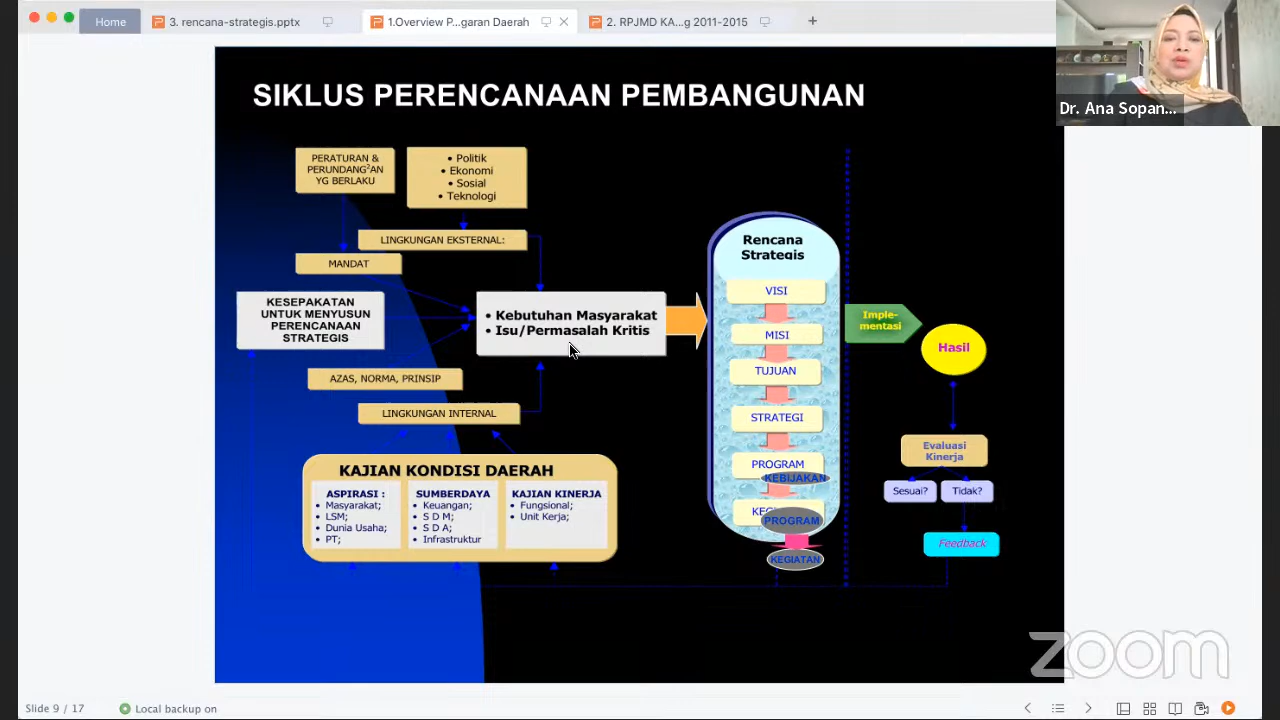 Home
3. rencana-strategis.pptx
1.Overview P...garan Daerah
2. RPJMD KA...g 2011-2015
Dr. Ana Sopan...
SIKLUS PERENCANAAN PEMBANGUNAN
PERATURAN &
PERUNDANG²AN
YG BERLAKU
• Politik
• Ekonomi
• Sosial
• Teknologi
LINGKUNGAN EKSTERNAL:
MANDAT
KESEPAKATAN
UNTUK MENYUSUN
PERENCANAAN
STRATEGIS
• Kebutuhan Masyarakat
• Isu/Permasalah Kritis
AZAS, NORMA, PRINSIP
LINGKUNGAN INTERNAL
KAJIAN KONDISI DAERAH
ASPIRASI :
• Masyarakat;
• LSM;
• Dunia Usaha;
• PT;
SUMBERDAYA
• Keuangan;
• S D M;
• S D A;
• Infrastruktur
KAJIAN KINERJA
• Fungsional;
• Unit Kerja;
Rencana
Strategis
VISI
MISI
TUJUAN
STRATEGI
PROGRAM
KEBIJAKAN
PROGRAM
KEGIATAN
Imple-
mentasi
Hasil
Evaluasi
Kinerja
Sesuai?
Tidak?
Feedback
zoom
Slide 9 / 17
Local backup on